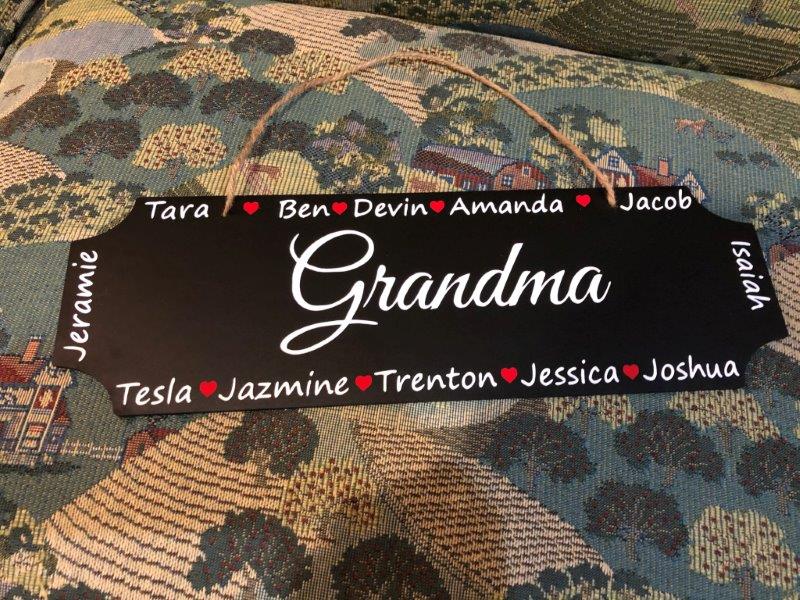 Tara Ben Devin Amanda Jacob
Jeramie
Grandma
Isaiah
Tesla Jazmine Trenton Jessica Joshua